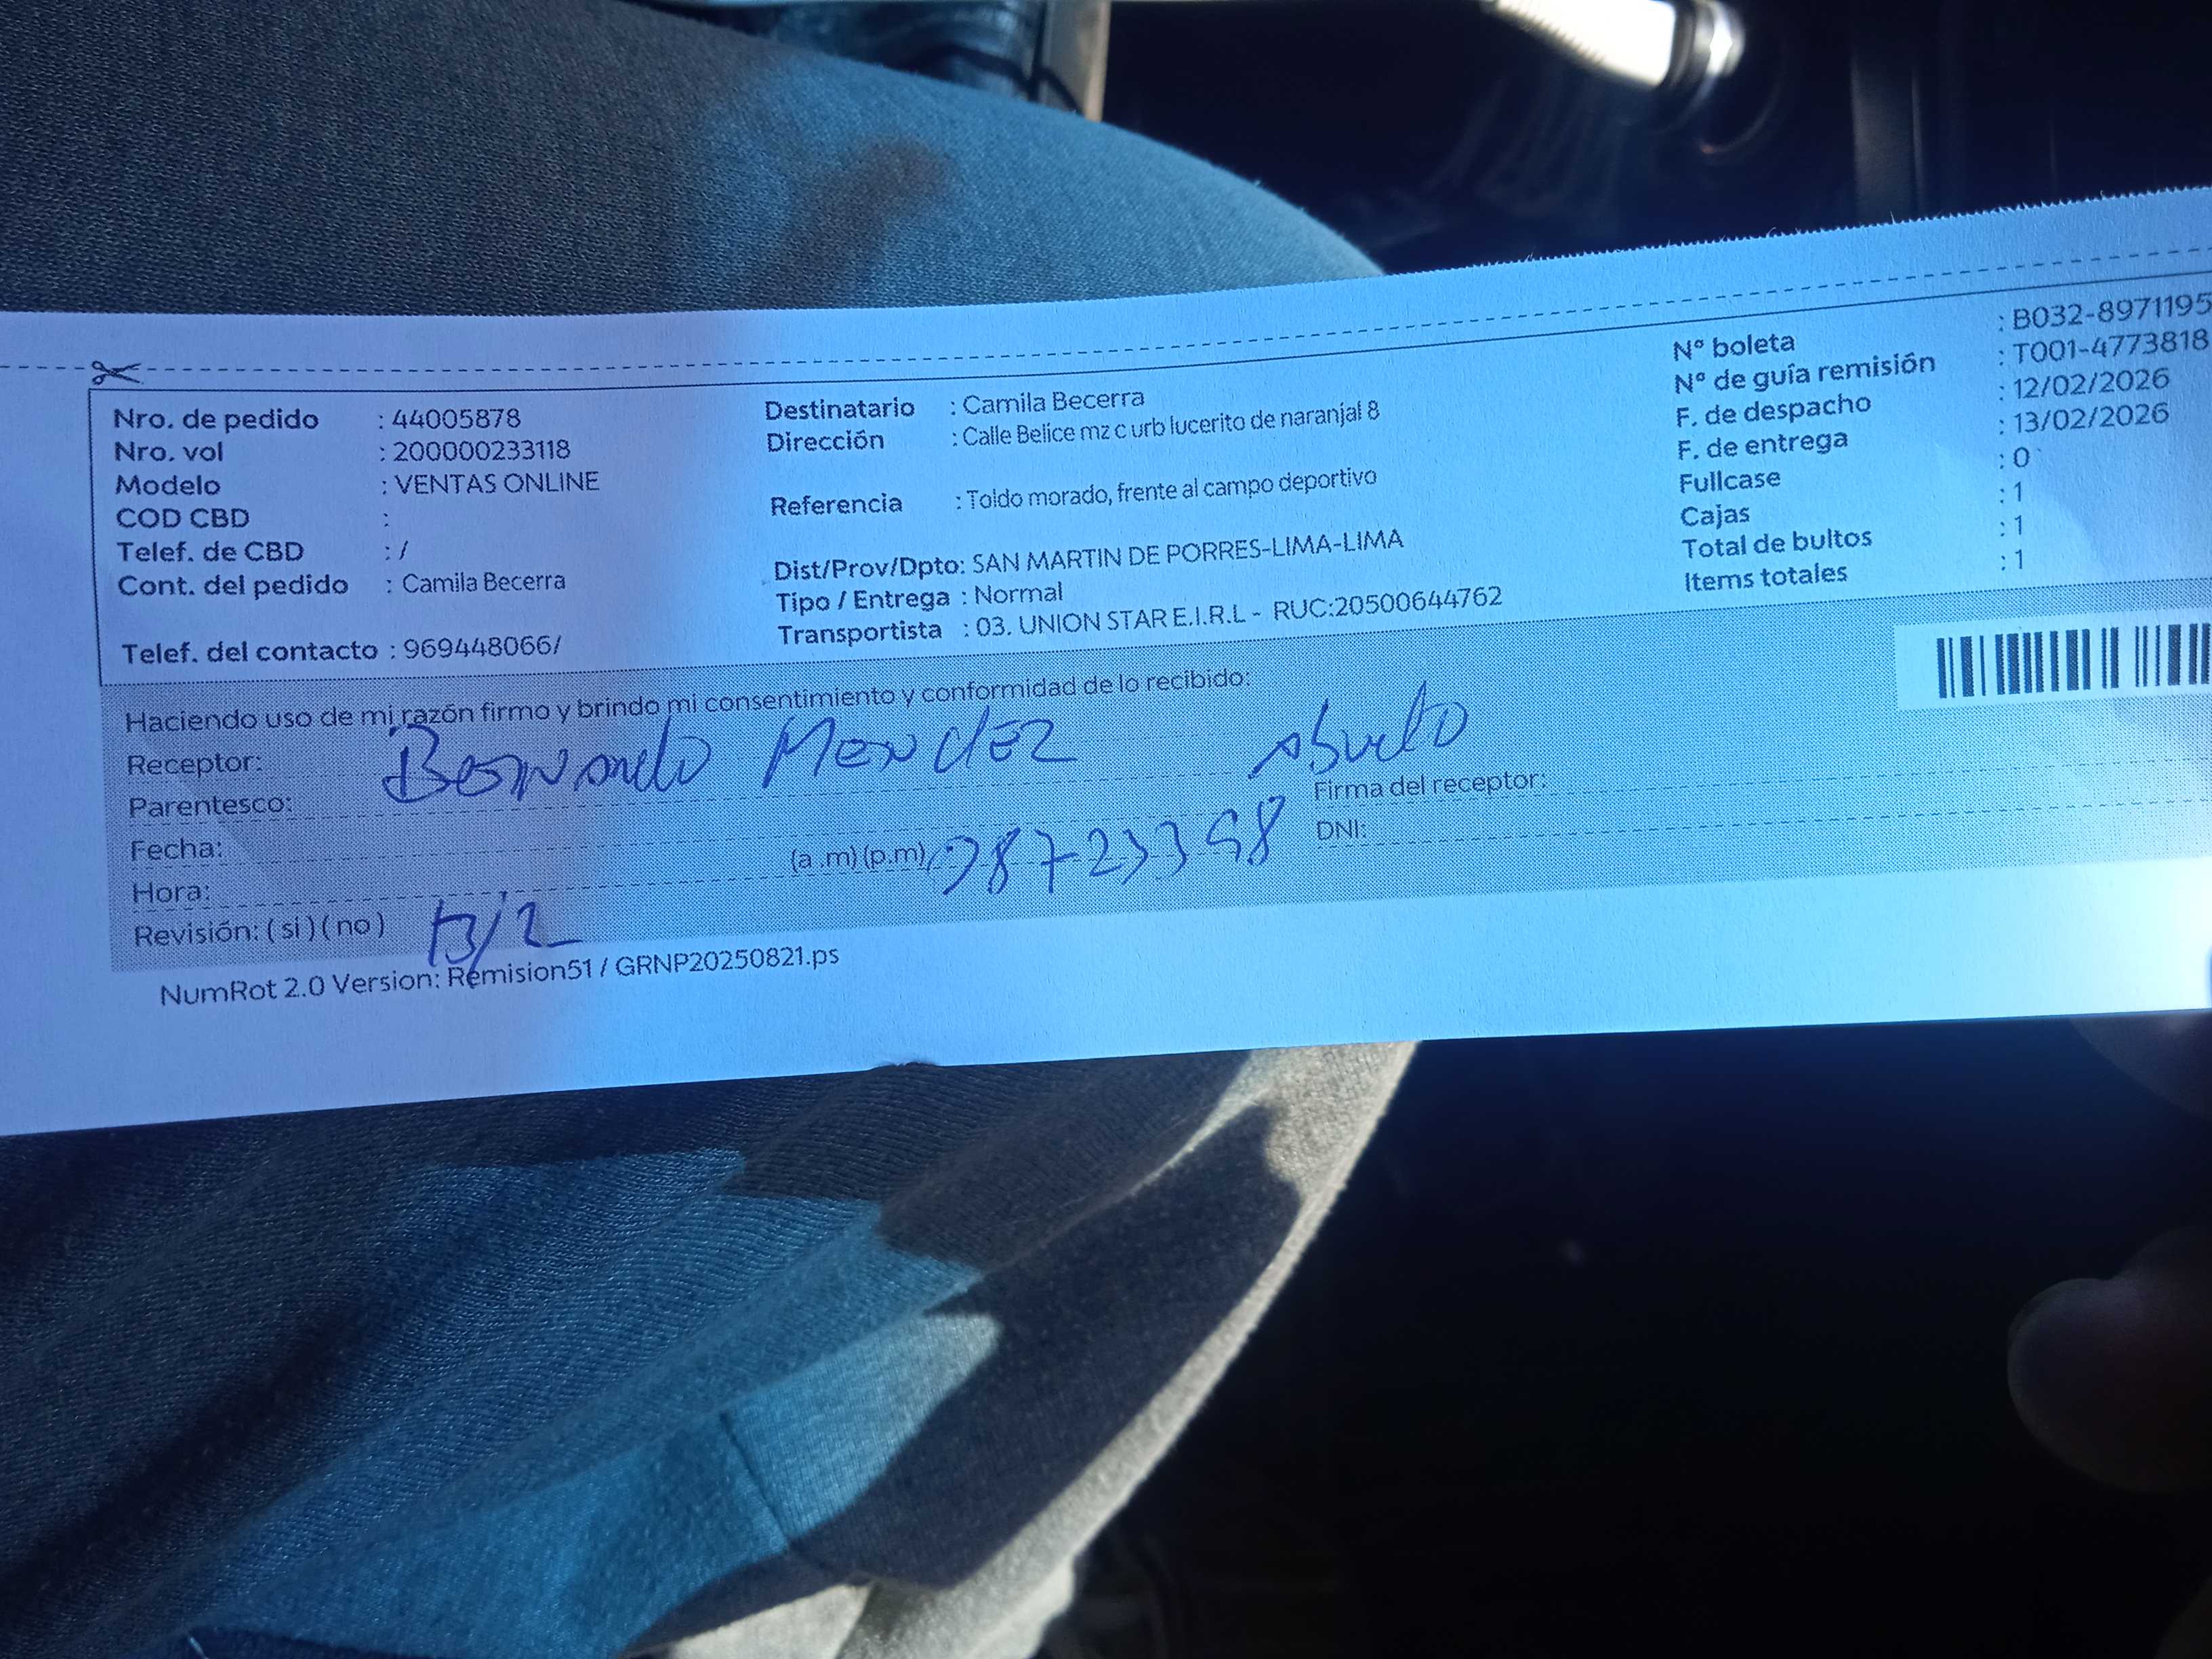 Nro. de pedido : 44005878
Nro. vol : 200000233118
Modelo : VENTAS ONLINE
COD CBD :
Telef. de CBD : /
Cont. del pedido : Camila Becerra
Telef. del contacto : 969448066/
Destinatario : Camila Becerra
Dirección : Calle Belice mz c urb lucerito de naranjal 8
Referencia : Toldo morado, frente al campo deportivo
Dist/Prov/Dpto: SAN MARTIN DE PORRES-LIMA-LIMA
Tipo / Entrega : Normal
Transportista : 03. UNION STAR E.I.R.L - RUC:20500644762
N° boleta : B032-8971195
N° de guía remisión : T001-4773818
F. de despacho : 12/02/2026
F. de entrega : 13/02/2026
Fullcase : 0
Cajas : 1
Total de bultos : 1
Items totales : 1
Haciendo uso de mi razón firmo y brindo mi consentimiento y conformidad de lo recibido:
Receptor: Mendez Abuelo
Parentesco:
Firma del receptor:
Fecha:
(a .m) (p.m)
DNI:
Hora:
Revisión: ( si ) ( no ) 13/2
NumRot 2.0 Version: Remision51 / GRNP20250821.ps